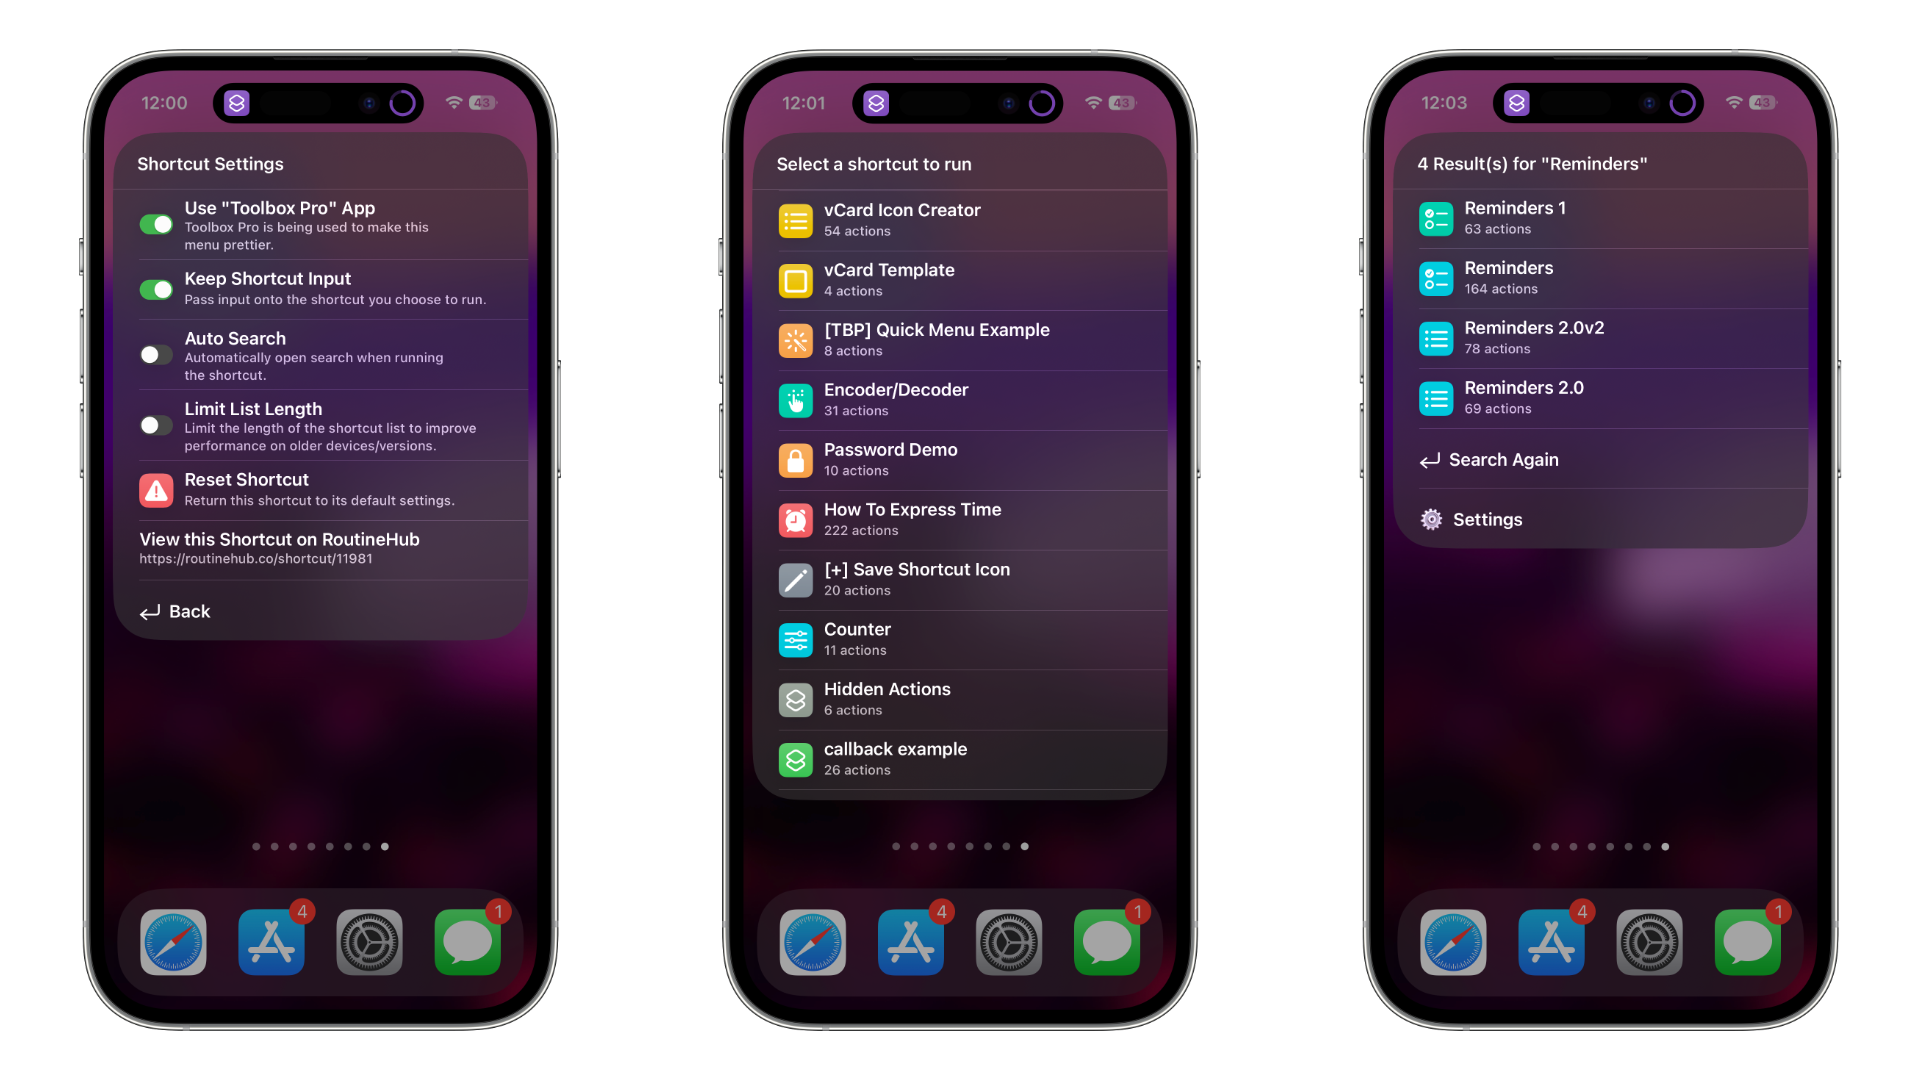 12:00
43
Shortcut Settings
Use "Toolbox Pro" App
Toolbox Pro is being used to make this
menu prettier.
Keep Shortcut Input
Pass input onto the shortcut you choose to run.
Auto Search
Automatically open search when running
the shortcut.
Limit List Length
Limit the length of the shortcut list to improve
performance on older devices/versions.
Reset Shortcut
Return this shortcut to its default settings.
View this Shortcut on RoutineHub
https://routinehub.co/shortcut/11981
Back
4
1
12:01
43
Select a shortcut to run
vCard Icon Creator
54 actions
vCard Template
4 actions
[TBP] Quick Menu Example
8 actions
Encoder/Decoder
31 actions
Password Demo
10 actions
How To Express Time
222 actions
[+] Save Shortcut Icon
20 actions
Counter
11 actions
Hidden Actions
6 actions
callback example
26 actions
4
1
12:03
43
4 Result(s) for "Reminders"
Reminders 1
63 actions
Reminders
164 actions
Reminders 2.0v2
78 actions
Reminders 2.0
69 actions
Search Again
Settings
4
1